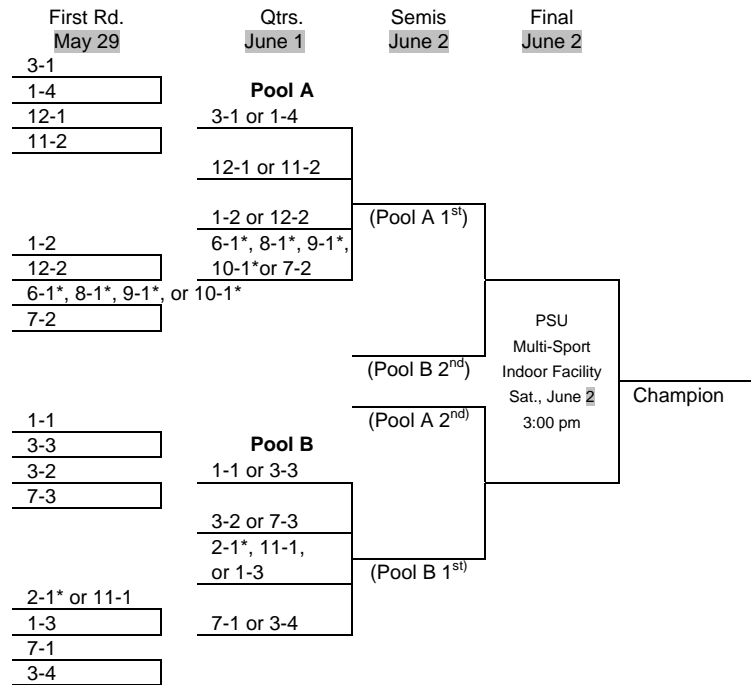 First Rd. Qtrs. Semis Final
May 29 June 1 June 2 June 2
3-1
1-4 Pool A
12-1 3-1 or 1-4
11-2
12-1 or 11-2
1-2 or 12-2 (Pool A 1st)
1-2 6-1*, 8-1*, 9-1*,
12-2 10-1*or 7-2
6-1*, 8-1*, 9-1*, or 10-1*
7-2 PSU
Multi-Sport
(Pool B 2nd) Indoor Facility
Sat., June 2 Champion
1-1 (Pool A 2nd) 3:00 pm
3-3 Pool B
3-2 1-1 or 3-3
7-3
3-2 or 7-3
2-1*, 11-1,
or 1-3 (Pool B 1st)
2-1* or 11-1
1-3 7-1 or 3-4
7-1
3-4